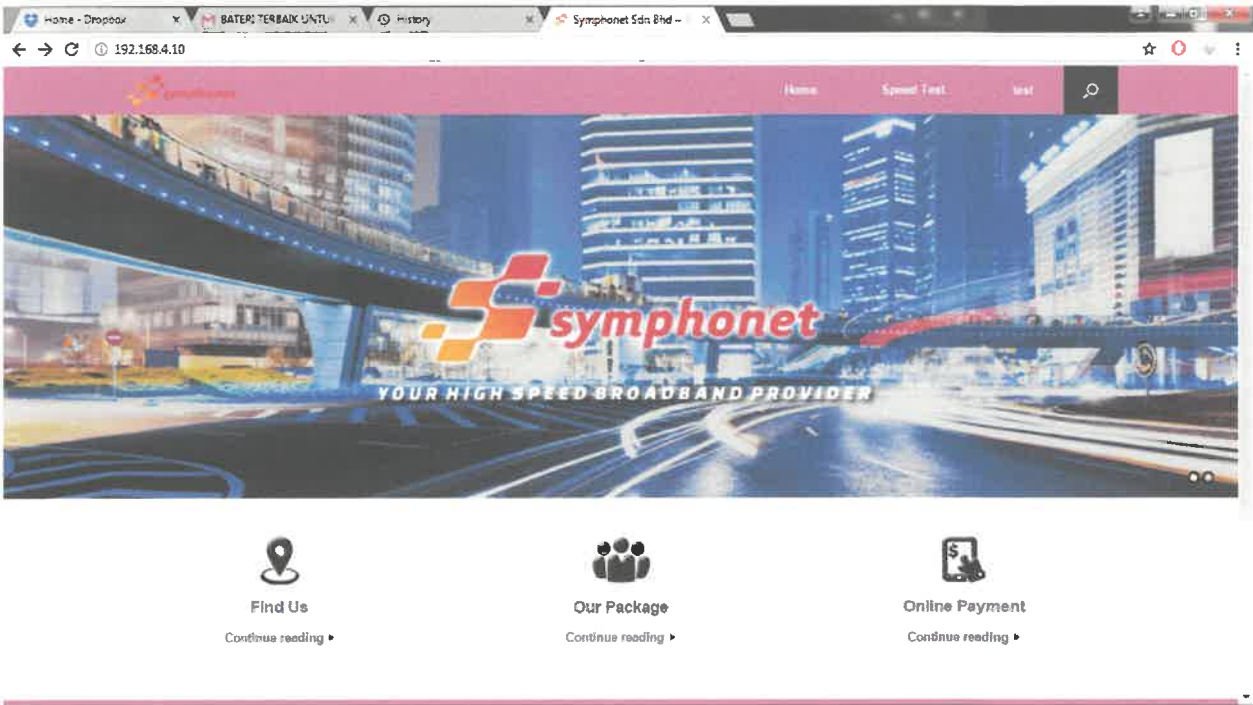 Home - Dropbox
BATERI TERBAIK UNTU
History
Symphonet Sdn Bhd –
192.168.4.10
symphonet
Home
Speed Test
test
symphonet
YOUR HIGH SPEED BROADBAND PROVIDER
Find Us
Our Package
Online Payment
Continue reading
Continue reading
Continue reading